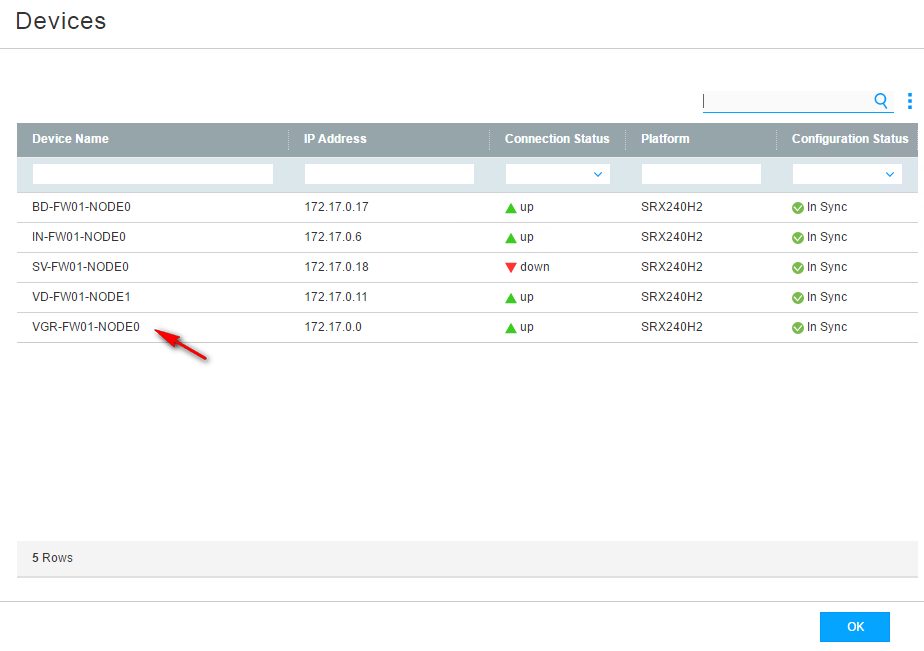 Devices
Device Name IP Address Connection Status Platform Configuration Status
BD-FW01-NODE0 172.17.0.17 up SRX240H2 In Sync
IN-FW01-NODE0 172.17.0.6 up SRX240H2 In Sync
SV-FW01-NODE0 172.17.0.18 down SRX240H2 In Sync
VD-FW01-NODE1 172.17.0.11 up SRX240H2 In Sync
VGR-FW01-NODE0 172.17.0.0 up SRX240H2 In Sync
5 Rows
OK